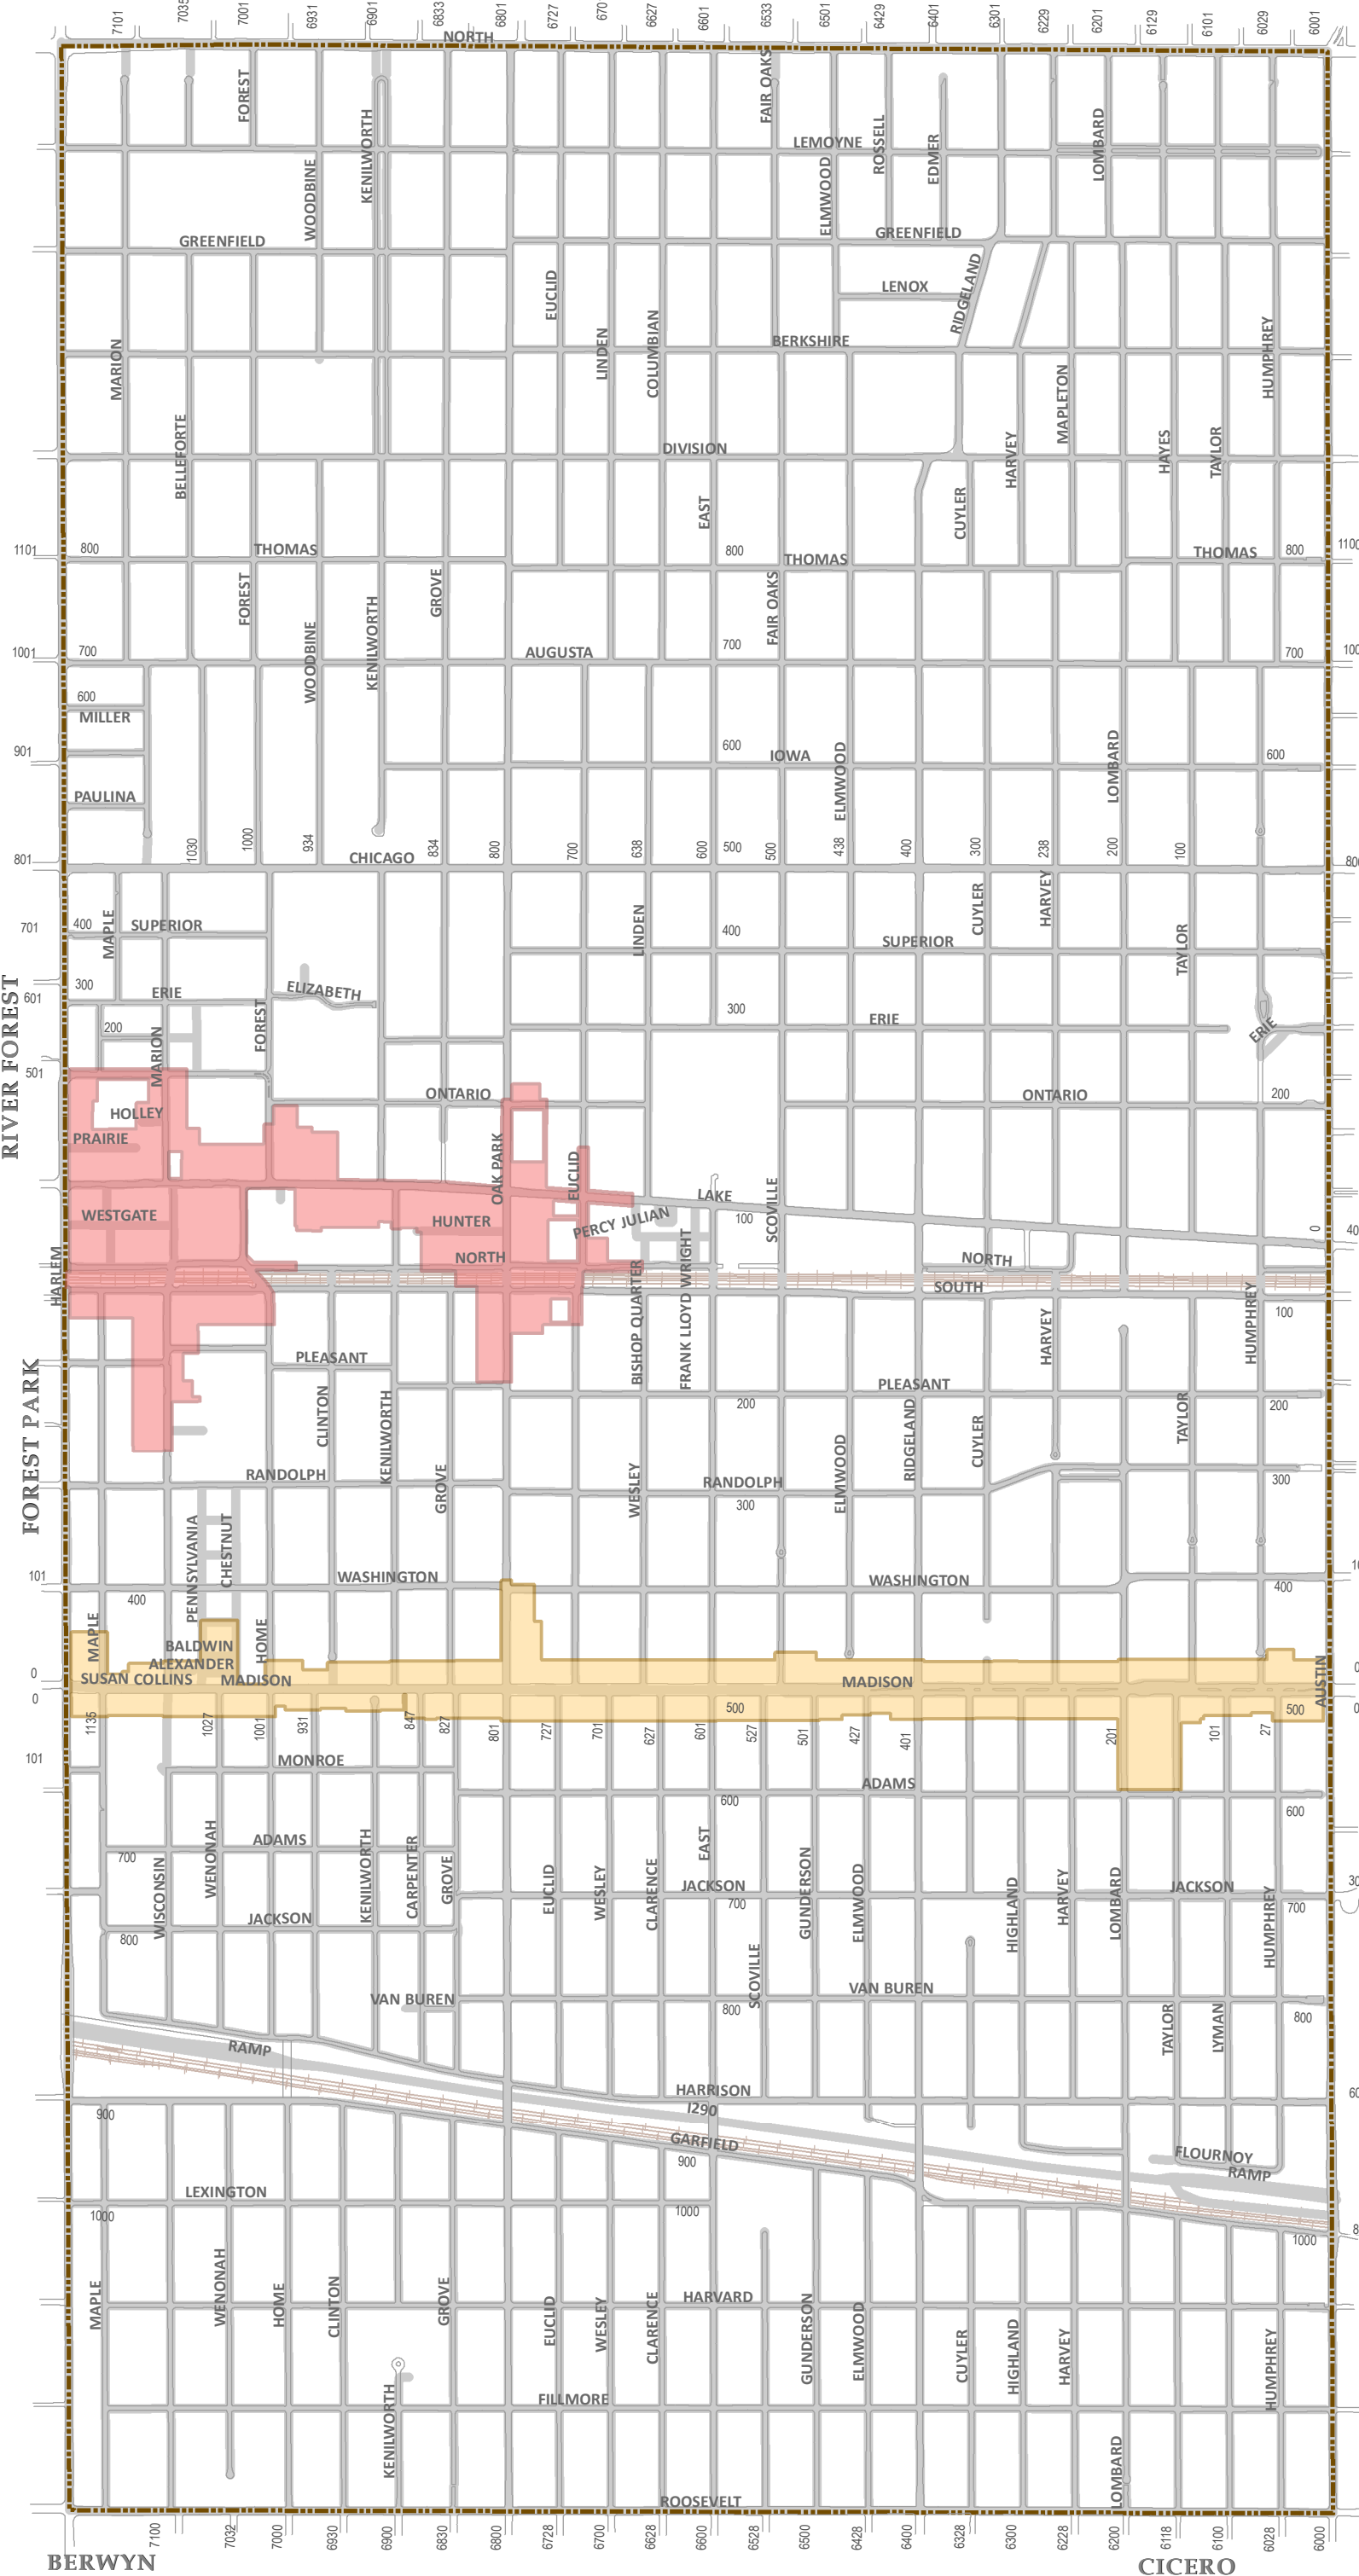 7101
7035
7001
6931
6901
6833
6801
6727
670
6627
6601
6533
6501
6429
6401
6301
6229
6201
6129
6101
6029
6001
NORTH
FOREST
KENILWORTH
FAIR OAKS
LEMOYNE
ROSSELL
EDMER
LOMBARD
WOODBINE
ELMWOOD
GREENFIELD
GREENFIELD
EUCLID
LENOX
RIDGELAND
MARION
LINDEN
COLUMBIAN
BERKSHIRE
HUMPHREY
MAPLETON
BELLEFORTE
DIVISION
HARVEY
HAYES
TAYLOR
EAST
CUYLER
1101
800
THOMAS
800
THOMAS
THOMAS
800
1100
FOREST
GROVE
FAIR OAKS
WOODBINE
KENILWORTH
1001
700
AUGUSTA
700
700
100
600
MILLER
901
600
IOWA
ELMWOOD
LOMBARD
600
PAULINA
801
1030
1000
934
CHICAGO
834
800
700
638
600
500
500
438
400
300
238
200
100
800
701
400
MAPLE
SUPERIOR
LINDEN
400
SUPERIOR
CUYLER
HARVEY
TAYLOR
RIVER FOREST
601
300
ERIE
ELIZABETH
FOREST
200
MARION
300
ERIE
ERIE
501
HOLLEY
ONTARIO
ONTARIO
200
PRAIRIE
OAK PARK
EUCLID
WESTGATE
HUNTER
LAKE
PERCY JULIAN
100
SCOVILLE
0
40
HARLEM
NORTH
BISHOP QUARTER
FRANK LLOYD WRIGHT
NORTH
SOUTH
HARVEY
HUMPHREY
100
FOREST PARK
PLEASANT
CLINTON
KENILWORTH
200
PLEASANT
RIDGELAND
CUYLER
TAYLOR
200
RANDOLPH
GROVE
WESLEY
RANDOLPH
300
ELMWOOD
300
PENNSYLVANIA
CHESTNUT
101
400
WASHINGTON
WASHINGTON
400
10
MAPLE
BALDWIN
HOME
ALEXANDER
0
SUSAN COLLINS
MADISON
MADISON
AUSTIN
0
0
1135
1027
1001
931
847
827
801
727
701
627
601
500
527
501
427
401
201
101
27
500
0
101
MONROE
ADAMS
600
600
700
WISCONSIN
WENONAH
ADAMS
KENILWORTH
CARPENTER
GROVE
EAST
EUCLID
WESLEY
CLARENCE
JACKSON
700
GUNDERSON
ELMWOOD
HIGHLAND
HARVEY
LOMBARD
JACKSON
HUMPHREY
700
30
800
JACKSON
VAN BUREN
SCOVILLE
VAN BUREN
800
TAYLOR
LYMAN
800
RAMP
HARRISON
60
900
I290
GARFIELD
900
FLOURNOY
RAMP
LEXINGTON
1000
1000
1000
8
MAPLE
WENONAH
HOME
CLINTON
GROVE
EUCLID
WESLEY
CLARENCE
HARVARD
GUNDERSON
ELMWOOD
CUYLER
HIGHLAND
HARVEY
HUMPHREY
KENILWORTH
FILLMORE
LOMBARD
ROOSEVELT
7100
7032
7000
6930
6900
6830
6800
6728
6700
6628
6600
6528
6500
6428
6400
6328
6300
6228
6200
6118
6100
6028
6000
BERWYN
CICERO